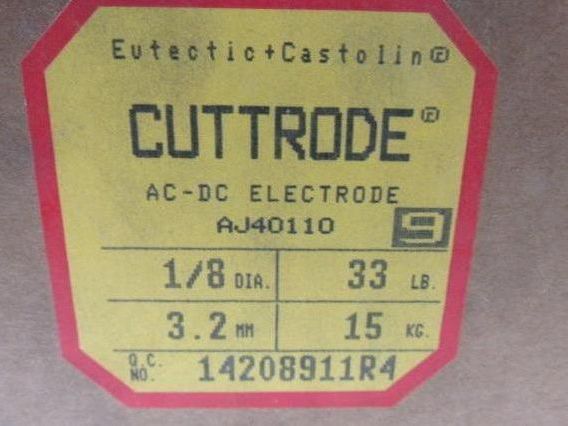 Eutectic+Castolin®
CUTTRODE®
AC-DC ELECTRODE
AJ40110
9
1/8 DIA. 33 LB.
3.2 MM 15 KG.
Q.C. NO. 14208911R4